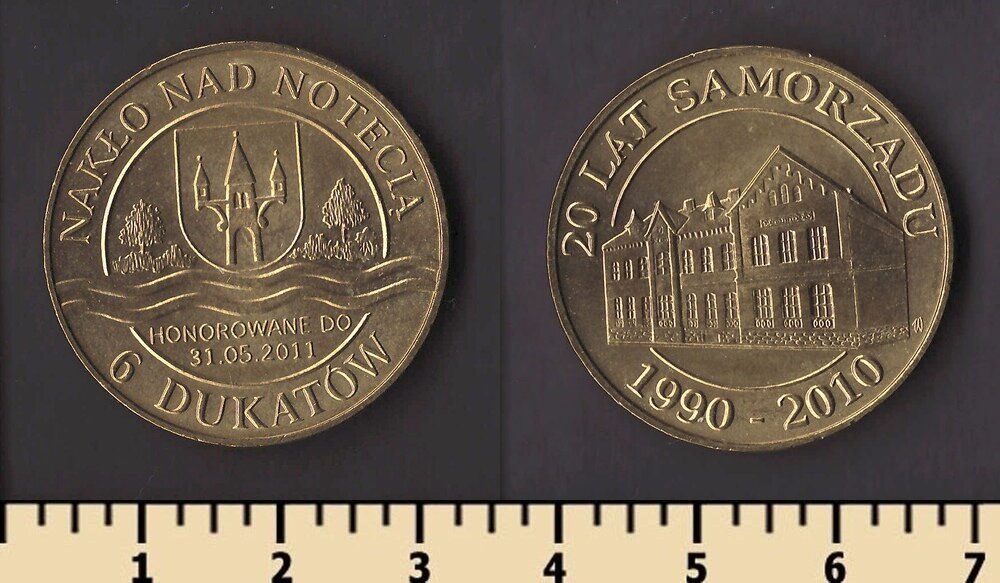 NAKŁO NAD NOTECIĄ
HONOROWANE DO
31.05.2011
6 DUKATÓW
20 LAT SAMORZĄDU
1990 - 2010
1 2 3 4 5 6 7